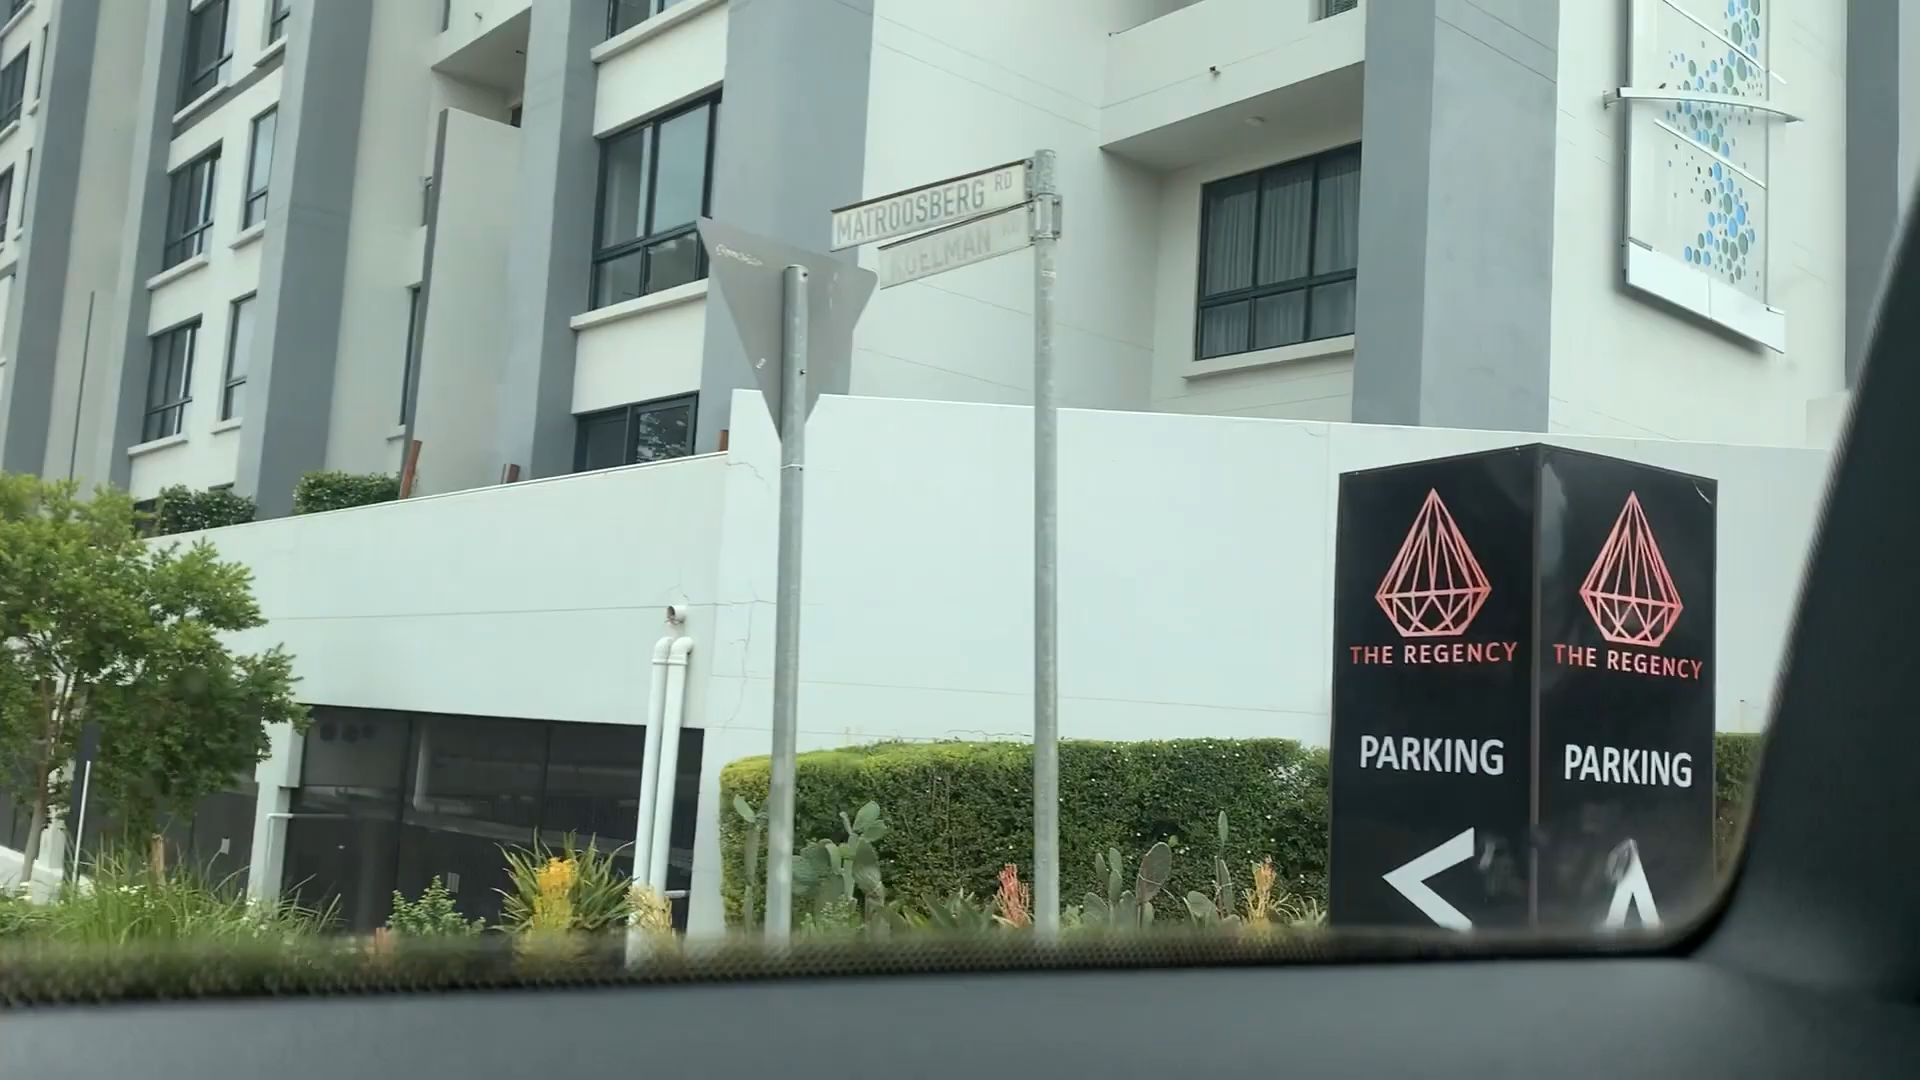 MATROOSBERG RD
KOELMAN
THE REGENCY
PARKING
THE REGENCY
PARKING